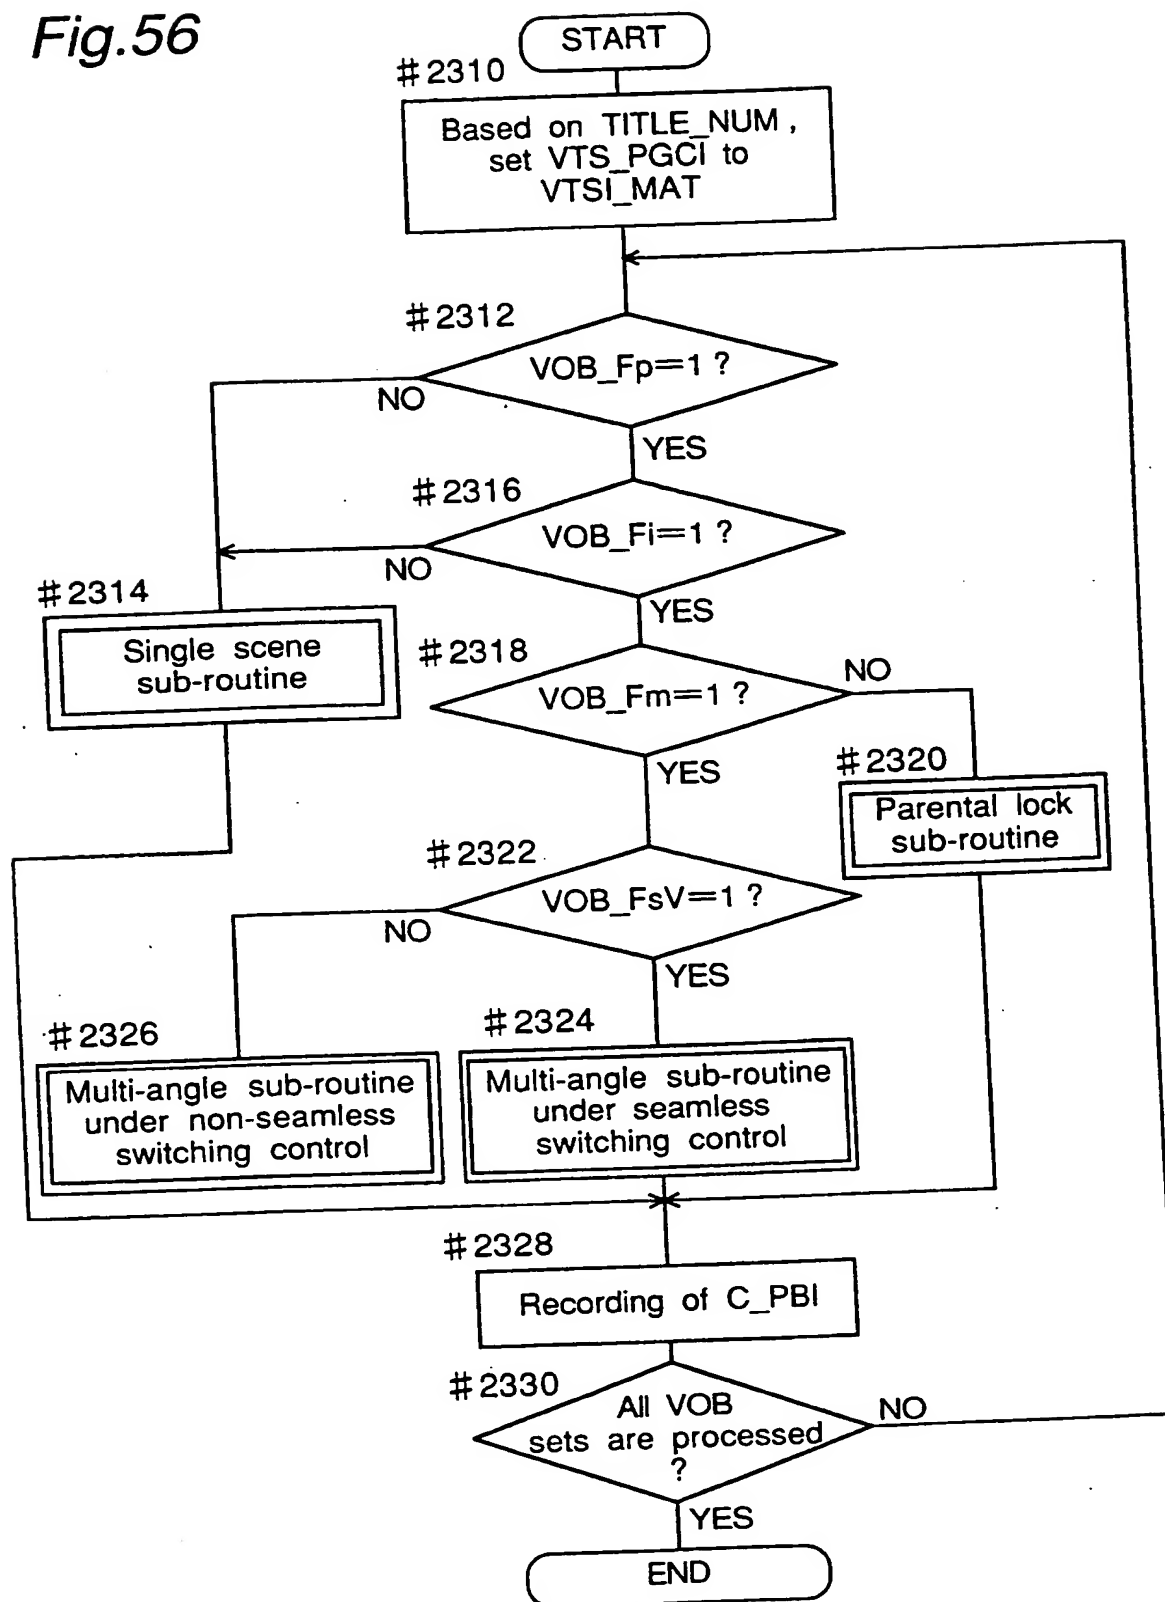 Fig.56
START
#2310
Based on TITLE_NUM,
set VTS_PGCI to
VTSI_MAT
#2312
VOB_Fp=1 ?
NO
YES
#2316
VOB_Fi=1 ?
NO
YES
#2314
Single scene
sub-routine
#2318
VOB_Fm=1 ?
NO
YES
#2320
Parental lock
sub-routine
#2322
VOB_FsV=1 ?
NO
YES
#2326
Multi-angle sub-routine
under non-seamless
switching control
#2324
Multi-angle sub-routine
under seamless
switching control
#2328
Recording of C_PBI
#2330
All VOB
sets are processed
?
NO
YES
END